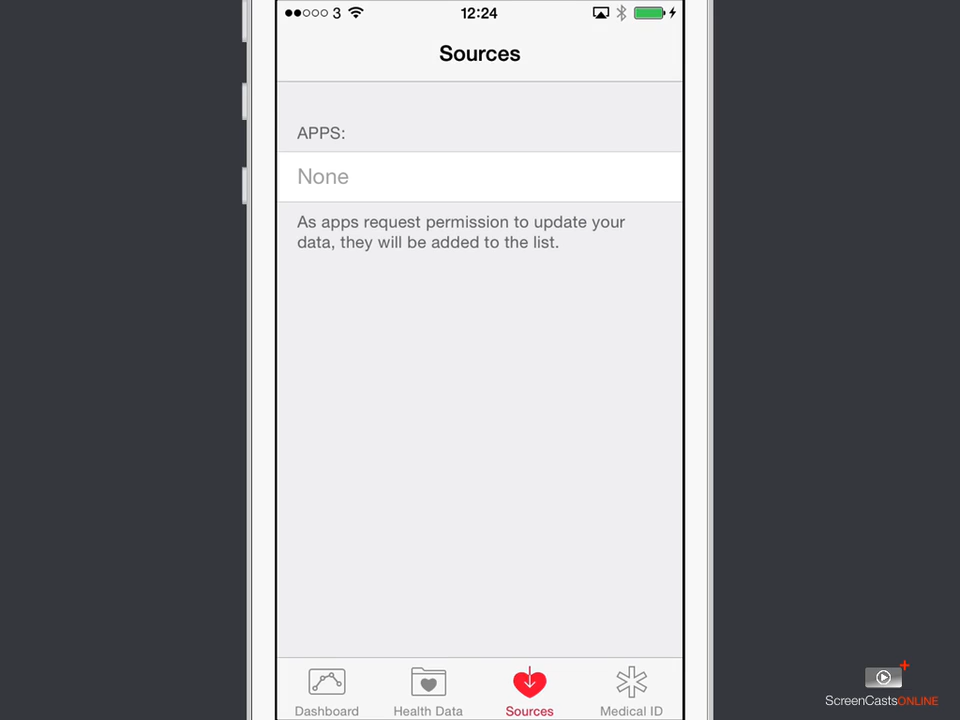 3 12:24
Sources
APPS:
None
As apps request permission to update your
data, they will be added to the list.
Dashboard Health Data Sources Medical ID
ScreenCastsONLINE